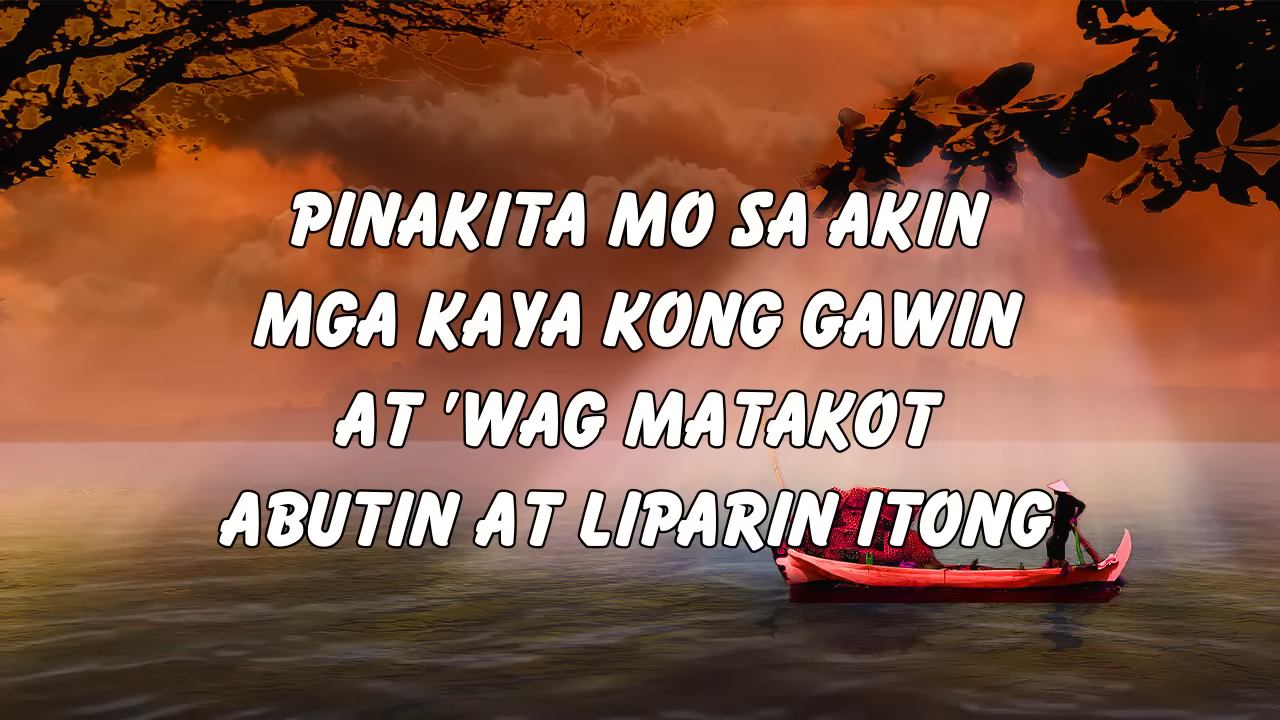 PINAKITA MO SA AKIN
MGA KAYA KONG GAWIN
AT 'WAG MATAKOT
ABUTIN AT LIPARIN ITONG